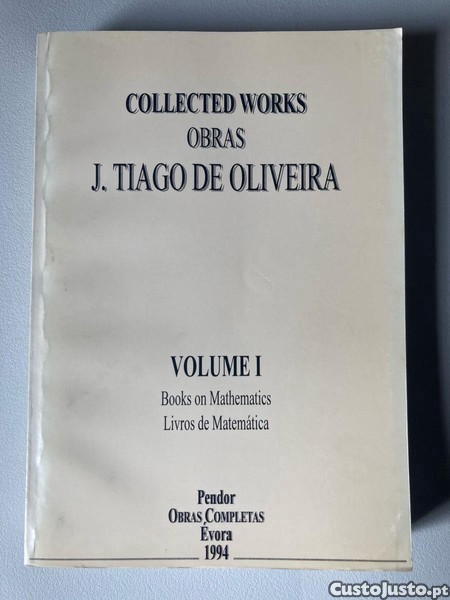 COLLECTED WORKS
OBRAS
J. TIAGO DE OLIVEIRA
VOLUME I
Books on Mathematics
Livros de Matemática
Pendor
OBRAS COMPLETAS
Évora
1994
CustoJusto.pt